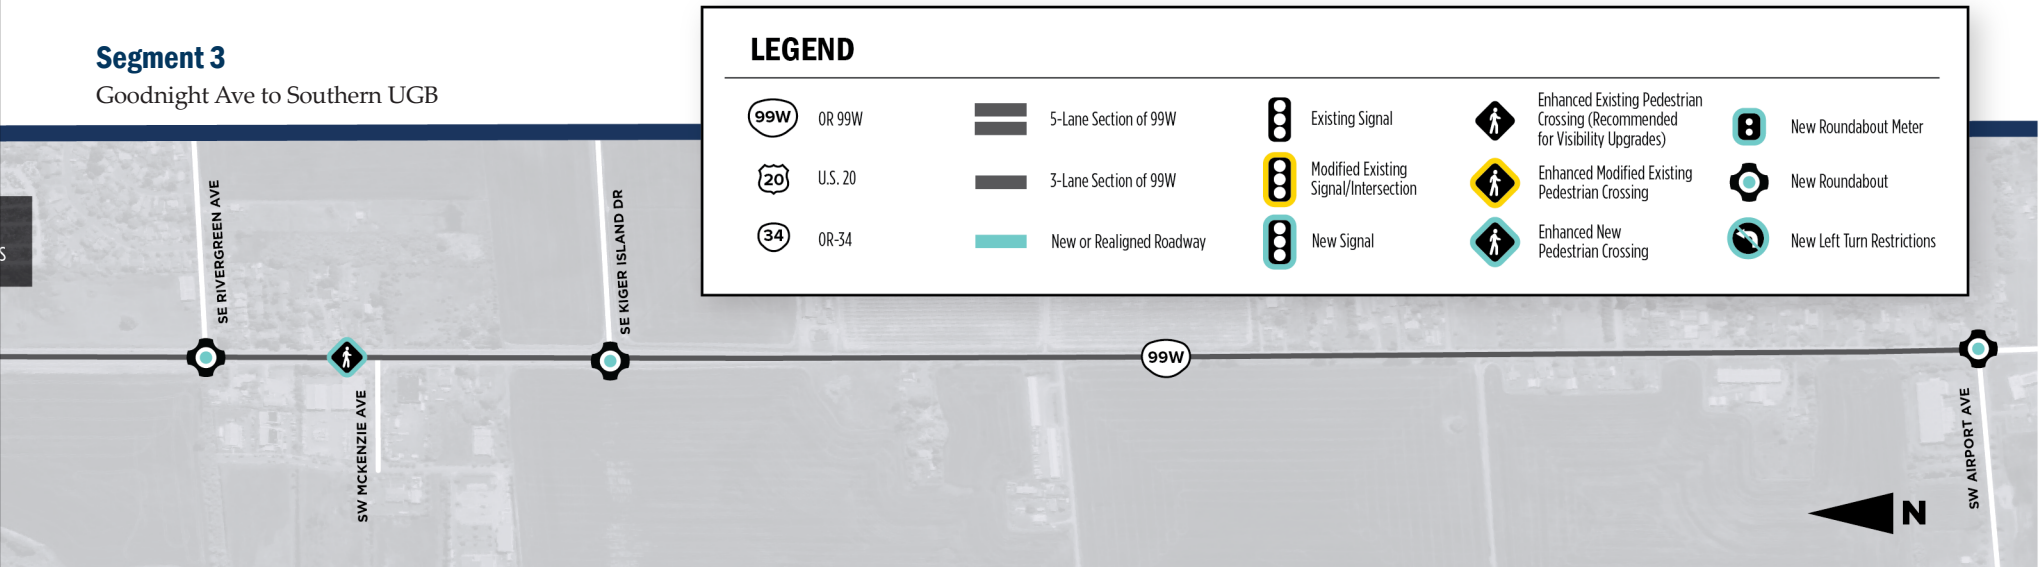 Segment 3
Goodnight Ave to Southern UGB
LEGEND
99W OR 99W
20 U.S. 20
34 OR-34
5-Lane Section of 99W
3-Lane Section of 99W
New or Realigned Roadway
Existing Signal
Modified Existing
Signal/Intersection
New Signal
Enhanced Existing Pedestrian
Crossing (Recommended
for Visibility Upgrades)
Enhanced Modified Existing
Pedestrian Crossing
Enhanced New
Pedestrian Crossing
New Roundabout Meter
New Roundabout
New Left Turn Restrictions
S
SE RIVERGREEN AVE
SW MCKENZIE AVE
SE KIGER ISLAND DR
99W
SW AIRPORT AVE
N